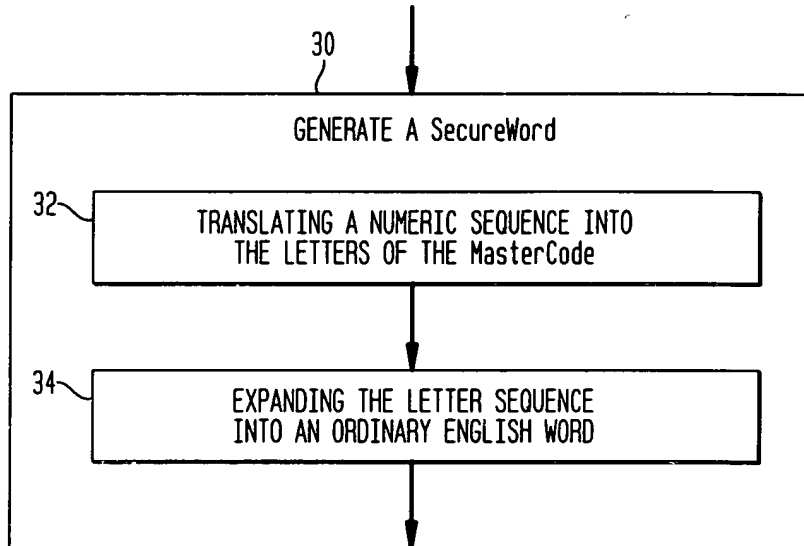 30
GENERATE A SecureWord
32
TRANSLATING A NUMERIC SEQUENCE INTO
THE LETTERS OF THE MasterCode
34
EXPANDING THE LETTER SEQUENCE
INTO AN ORDINARY ENGLISH WORD